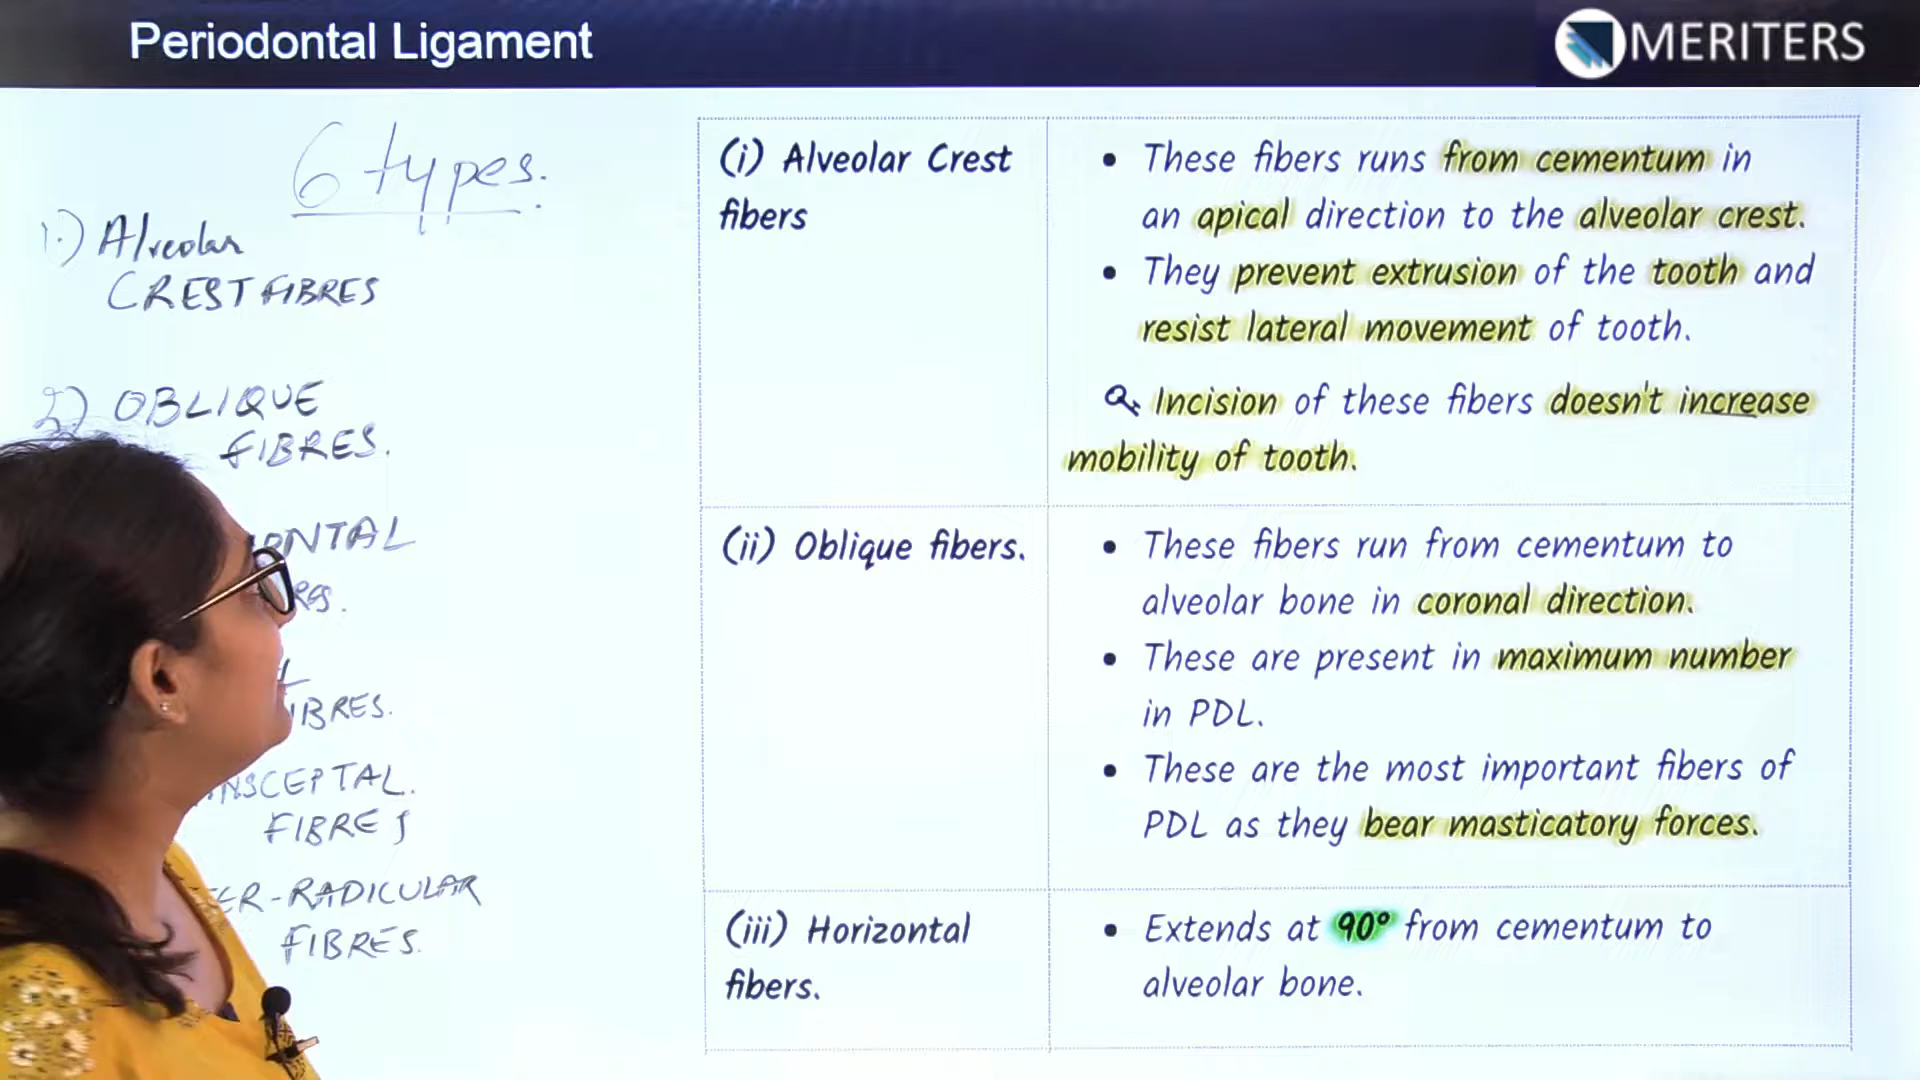 Periodontal Ligament
MERITERS
6 types.
1.) Alveolar
CREST FIBRES
2) OBLIQUE
FIBRES.
FIBRES.
FIBRES
RADICULAR
FIBRES.
(i) Alveolar Crest
fibers
• These fibers runs from cementum in
an apical direction to the alveolar crest.
• They prevent extrusion of the tooth and
resist lateral movement of tooth.
Q. Incision of these fibers doesn't increase
mobility of tooth.
(ii) Oblique fibers.
• These fibers run from cementum to
alveolar bone in coronal direction.
• These are present in maximum number
in PDL.
• These are the most important fibers of
PDL as they bear masticatory forces.
(iii) Horizontal
fibers.
• Extends at 90° from cementum to
alveolar bone.